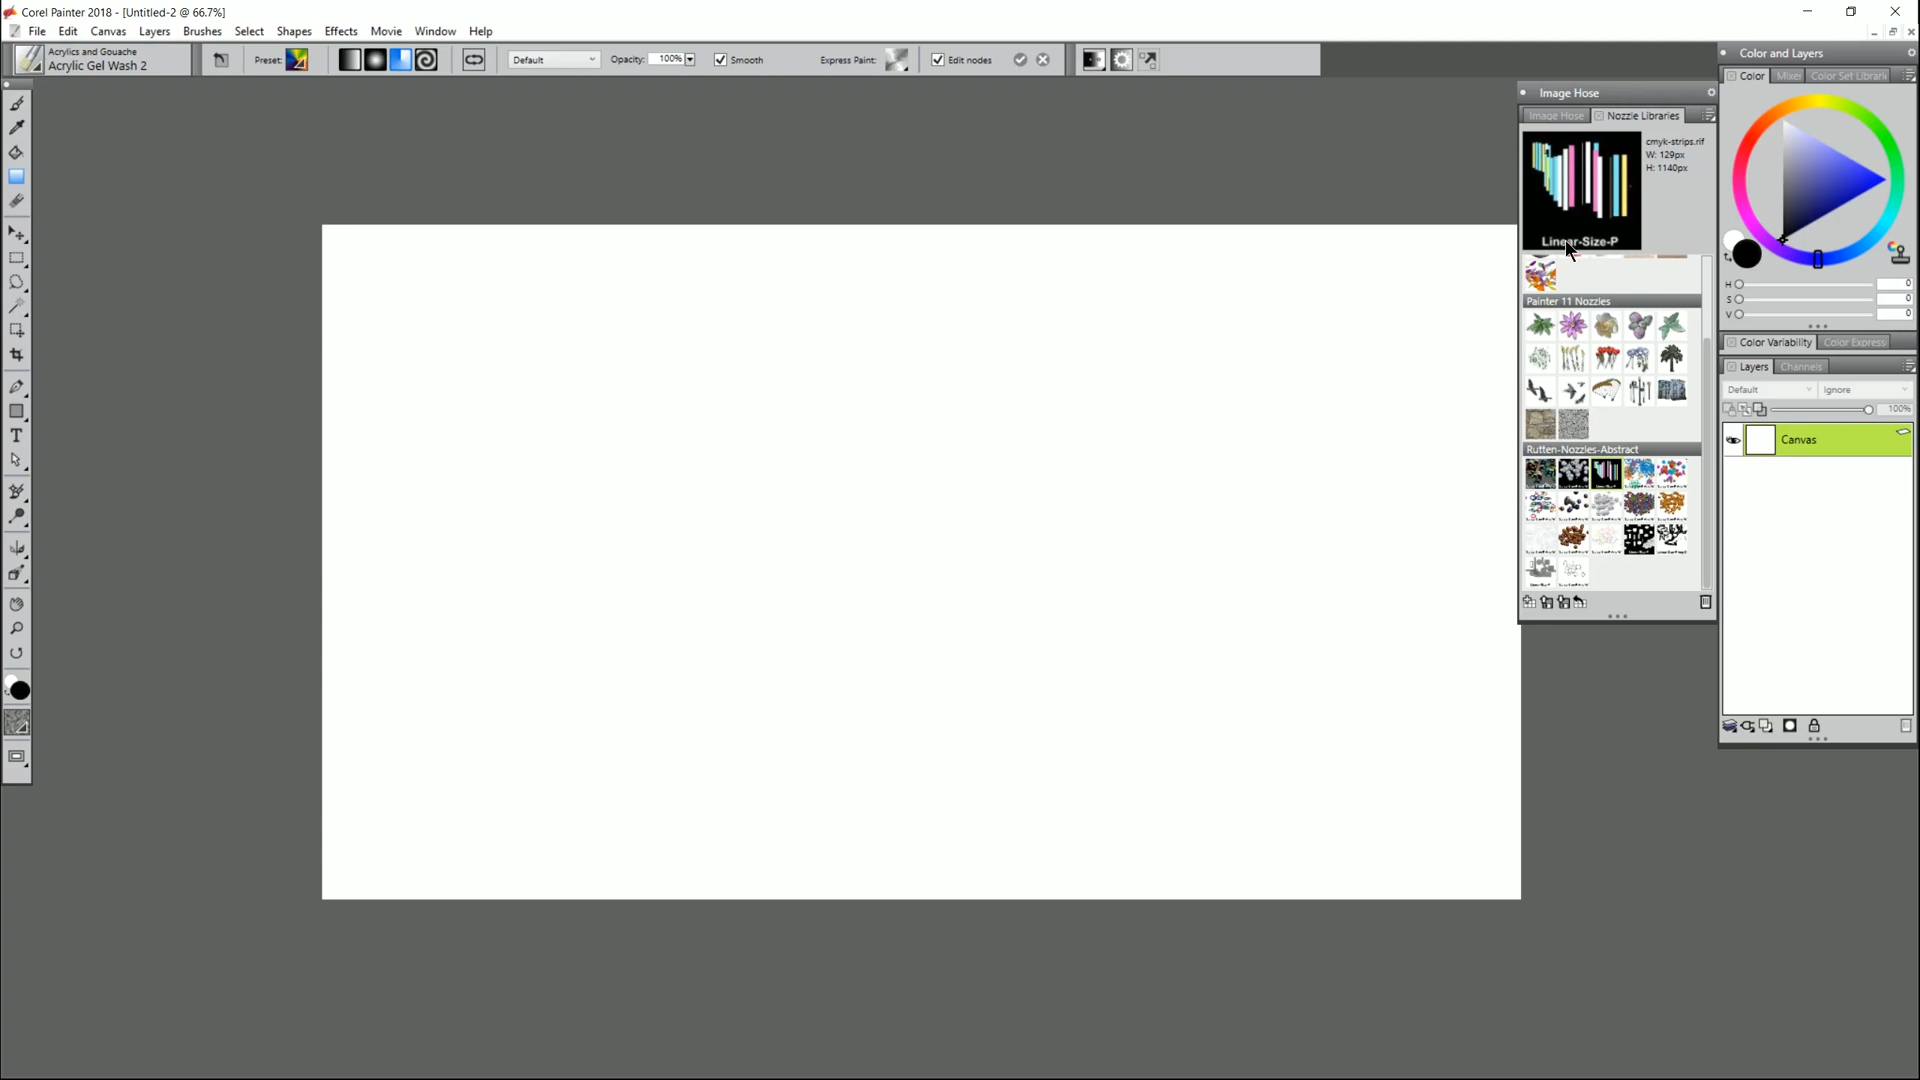 Corel Painter 2018 - [Untitled-2 @ 66.7%]
File Edit Canvas Layers Brushes Select Shapes Effects Movie Window Help
Acrylics and Gouache
Acrylic Gel Wash 2
Preset:
Default
Opacity: 100%
Smooth
Express Paint:
Edit nodes
Image Hose
Image Hose Nozzle Libraries
cmyk-strips.rif
W: 129px
H: 1140px
Linear-Size-P
Painter 11 Nozzles
Rutten-Nozzles-Abstract
Color and Layers
Color Mixer Color Set Librari
H 0
S 0
V 0
Color Variability Color Express
Layers Channels
Default Ignore
100%
Canvas
T